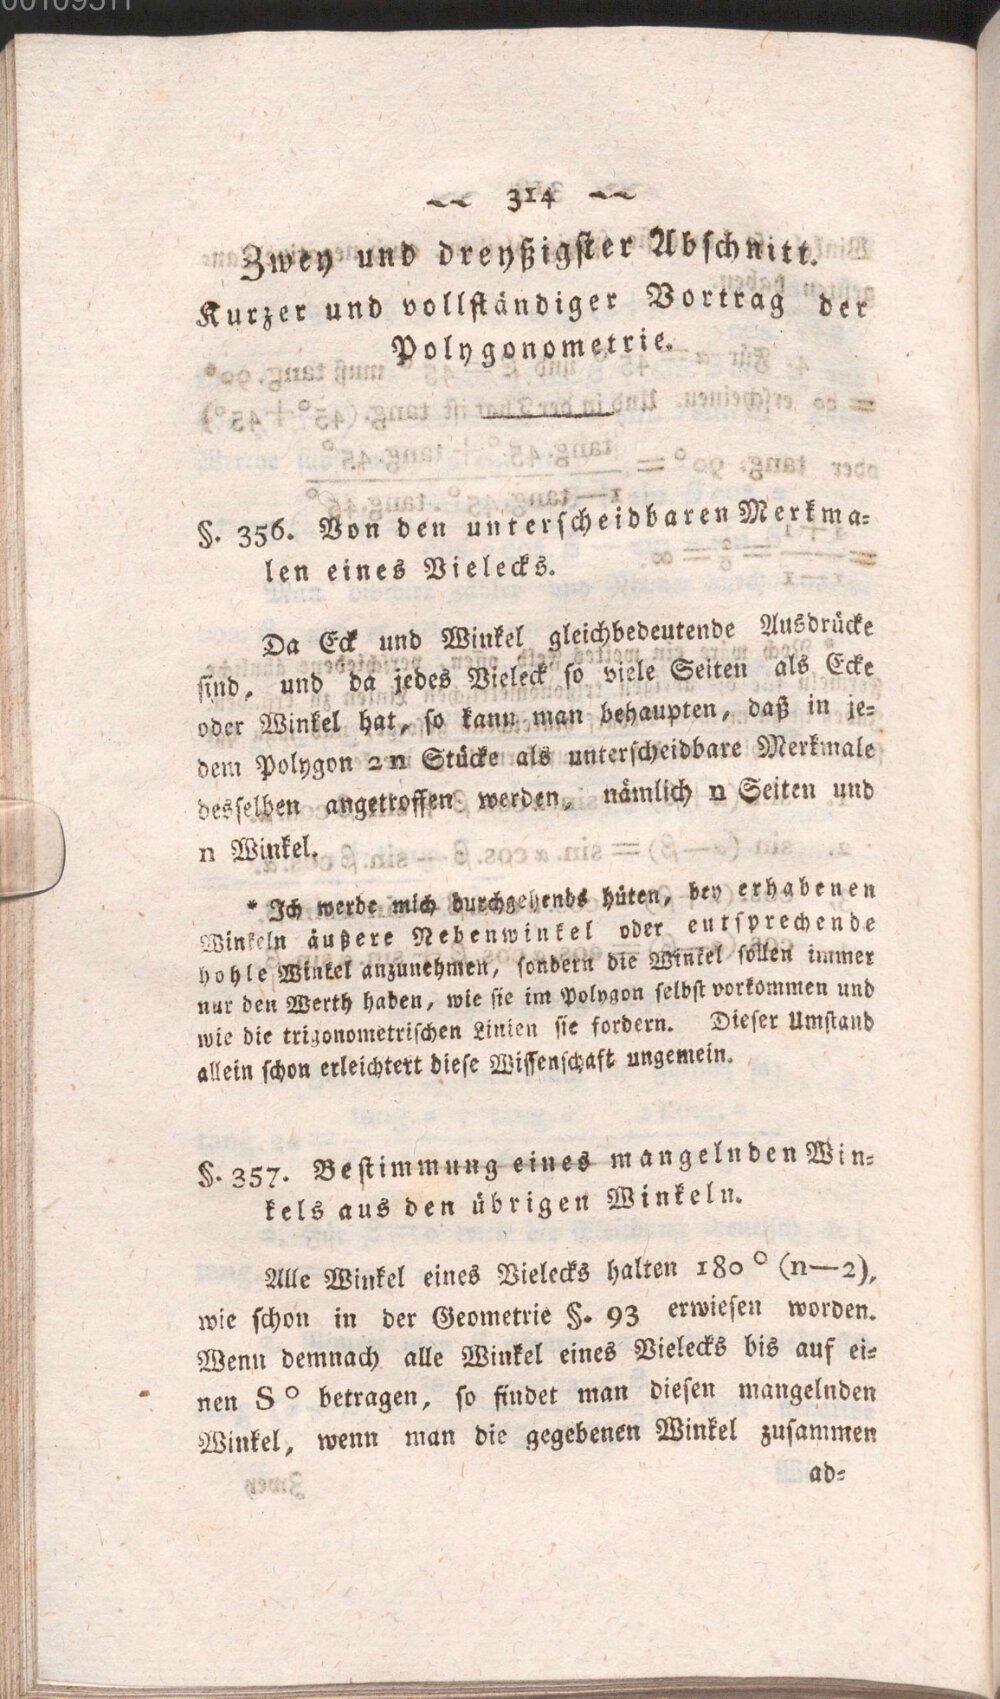 314
Zwey und dreyßigster Abschnitt.
Kurzer und vollständiger Vortrag der
Polygonometrie.
§. 356. Von den unterscheidbaren Merkma-
len eines Vielecks.
Da Eck und Winkel gleichbedeutende Ausdrücke
sind, und da jedes Vieleck so viele Seiten als Ecke
oder Winkel hat, so kann man behaupten, daß in je-
dem Polygon 2n Stücke als unterscheidbare Merkmale
desselben angetroffen werden, nämlich n Seiten und
n Winkel.
* Ich werde mich durchgehends hüten, bey erhabenen
Winkeln äußere Nebenwinkel oder entsprechende
hohle Winkel anzunehmen, sondern die Winkel sollen immer
nur den Werth haben, wie sie im Polygon selbst vorkommen und
wie die trigonometrischen Linien sie fordern. Dieser Umstand
allein schon erleichtert diese Wissenschaft ungemein.
§. 357. Bestimmung eines mangelnden Win-
kels aus den übrigen Winkeln.
Alle Winkel eines Vielecks halten 180° (n—2),
wie schon in der Geometrie §. 93 erwiesen worden.
Wenn demnach alle Winkel eines Vielecks bis auf ei-
nen S° betragen, so findet man diesen mangelnden
Winkel, wenn man die gegebenen Winkel zusammen
ad-